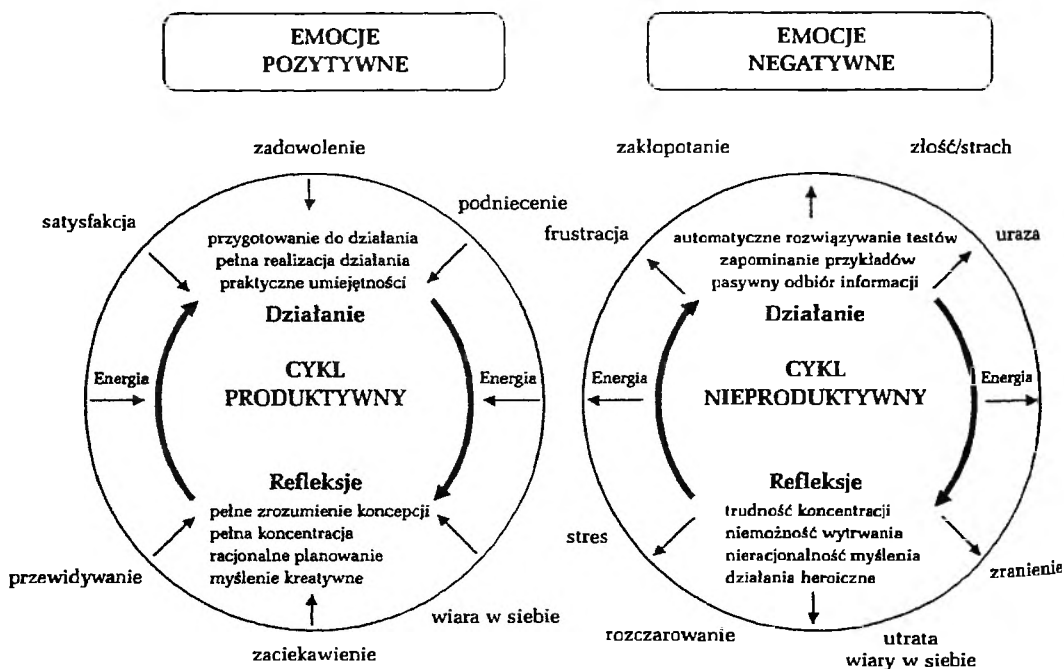 EMOCJE
POZYTYWNE
zadowolenie
satysfakcja
podniecenie
przygotowanie do działania
pełna realizacja działania
praktyczne umiejętności
Działanie
Energia
CYKL
PRODUKTYWNY
Energia
Refleksje
pełne zrozumienie koncepcji
pełna koncentracja
racjonalne planowanie
myślenie kreatywne
przewidywanie
wiara w siebie
zaciekawienie
EMOCJE
NEGATYWNE
zakłopotanie
złość/strach
frustracja
uraza
automatyczne rozwiązywanie testów
zapominanie przykładów
pasywny odbiór informacji
Działanie
Energia
CYKL
NIEPRODUKTYWNY
Energia
Refleksje
trudność koncentracji
niemożność wytrwania
nieracjonalność myślenia
działania heroiczne
stres
zranienie
rozczarowanie
utrata
wiary w siebie